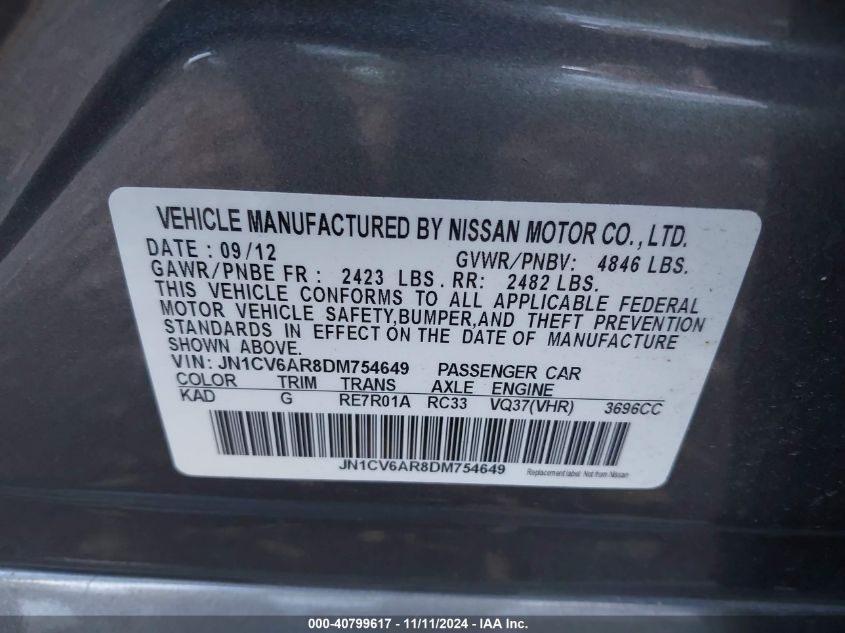 VEHICLE MANUFACTURED BY NISSAN MOTOR CO., LTD.
DATE : 09/12 GVWR/PNBV: 4846 LBS.
GAWR/PNBE FR : 2423 LBS. RR: 2482 LBS.
THIS VEHICLE CONFORMS TO ALL APPLICABLE FEDERAL
MOTOR VEHICLE SAFETY,BUMPER,AND THEFT PREVENTION
STANDARDS IN EFFECT ON THE DATE OF MANUFACTURE
SHOWN ABOVE.
VIN: JN1CV6AR8DM754649 PASSENGER CAR
COLOR TRIM TRANS AXLE ENGINE
KAD G RE7R01A RC33 VQ37(VHR) 3696CC
JN1CV6AR8DM754649 Replacement label: Not from Nissan
000-40799617 - 11/11/2024 - IAA Inc.